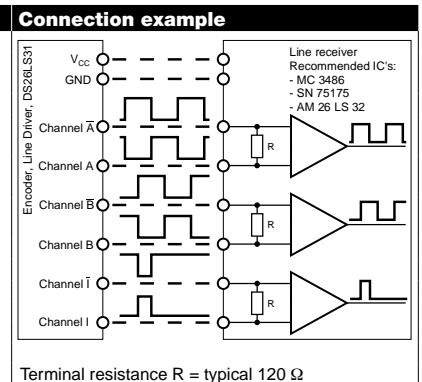 Connection example
Encoder, Line Driver, DS26LS31
VCC
GND
Channel A̅
Channel A
Channel B̅
Channel B
Channel I̅
Channel I
Line receiver
Recommended IC's:
- MC 3486
- SN 75175
- AM 26 LS 32
R
R
R
Terminal resistance R = typical 120 Ω